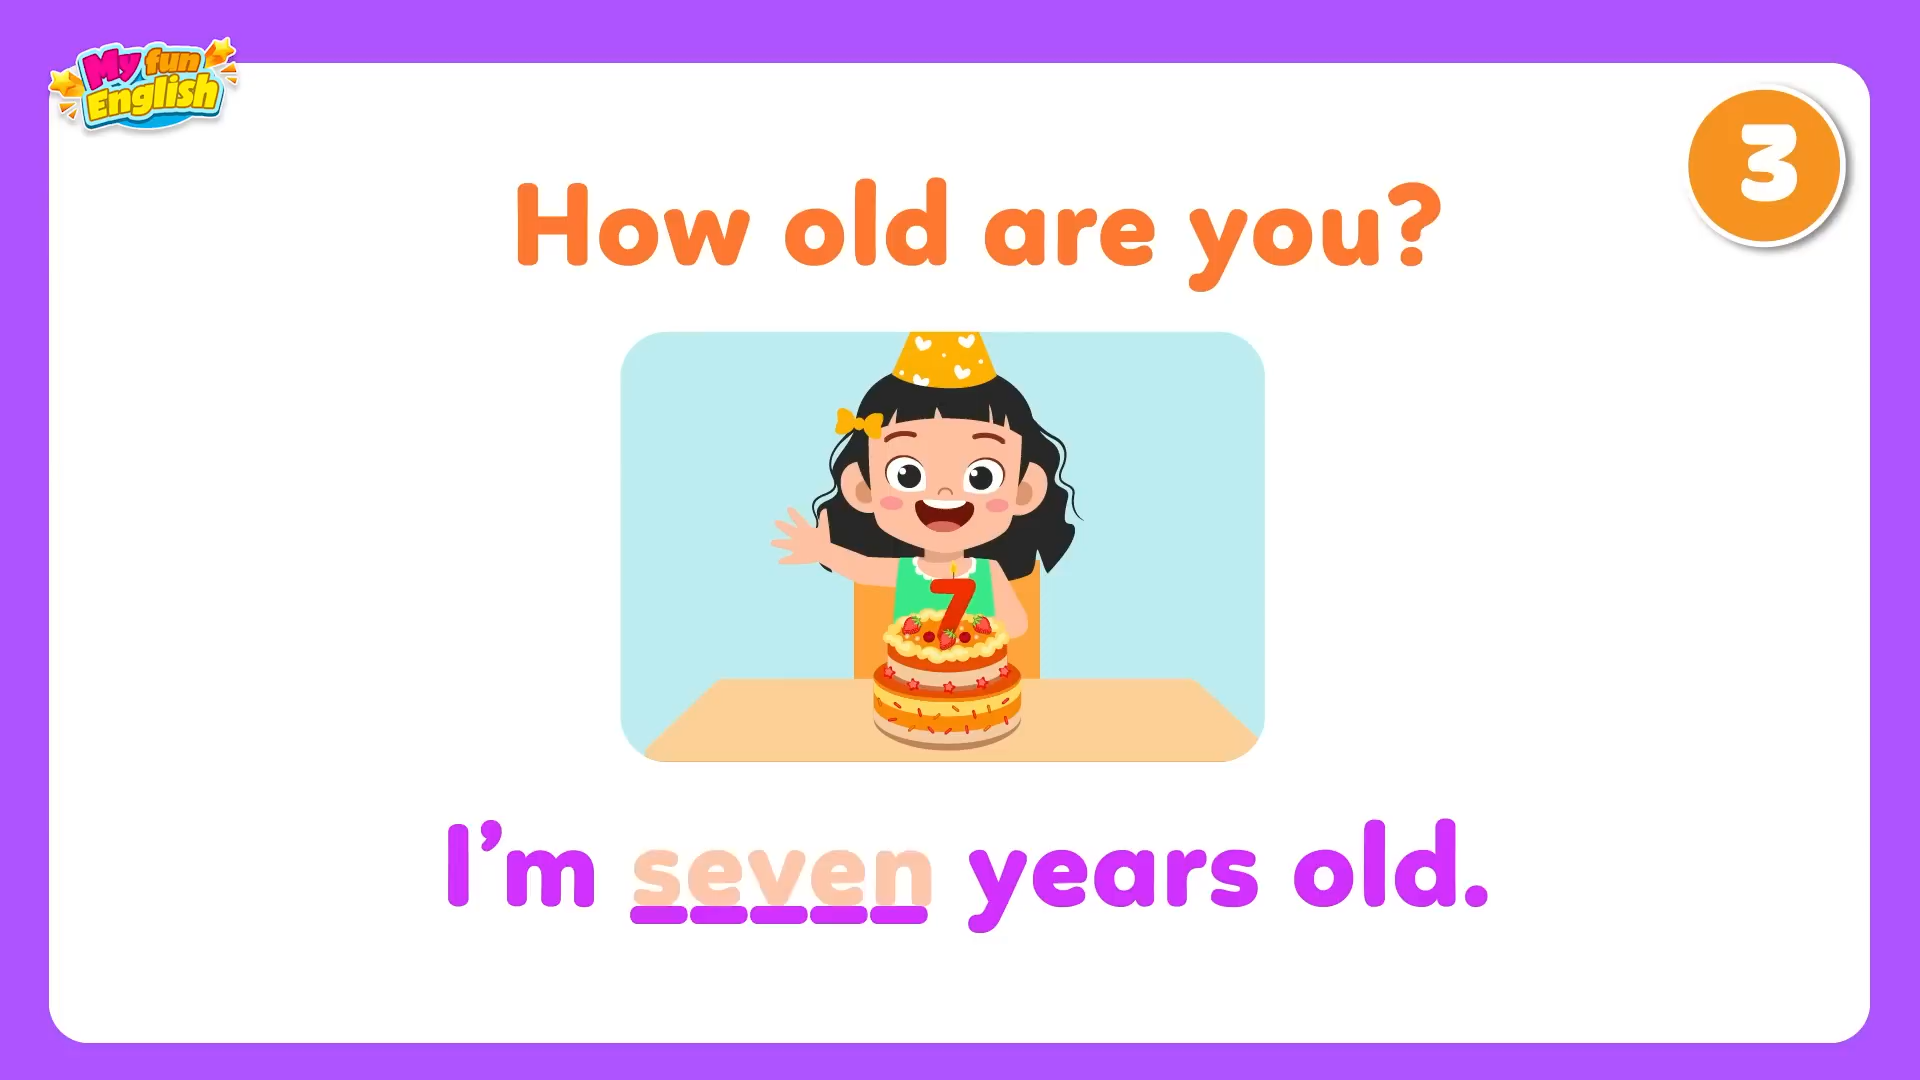 My fun
English
3
How old are you?
7
I’m seven years old.